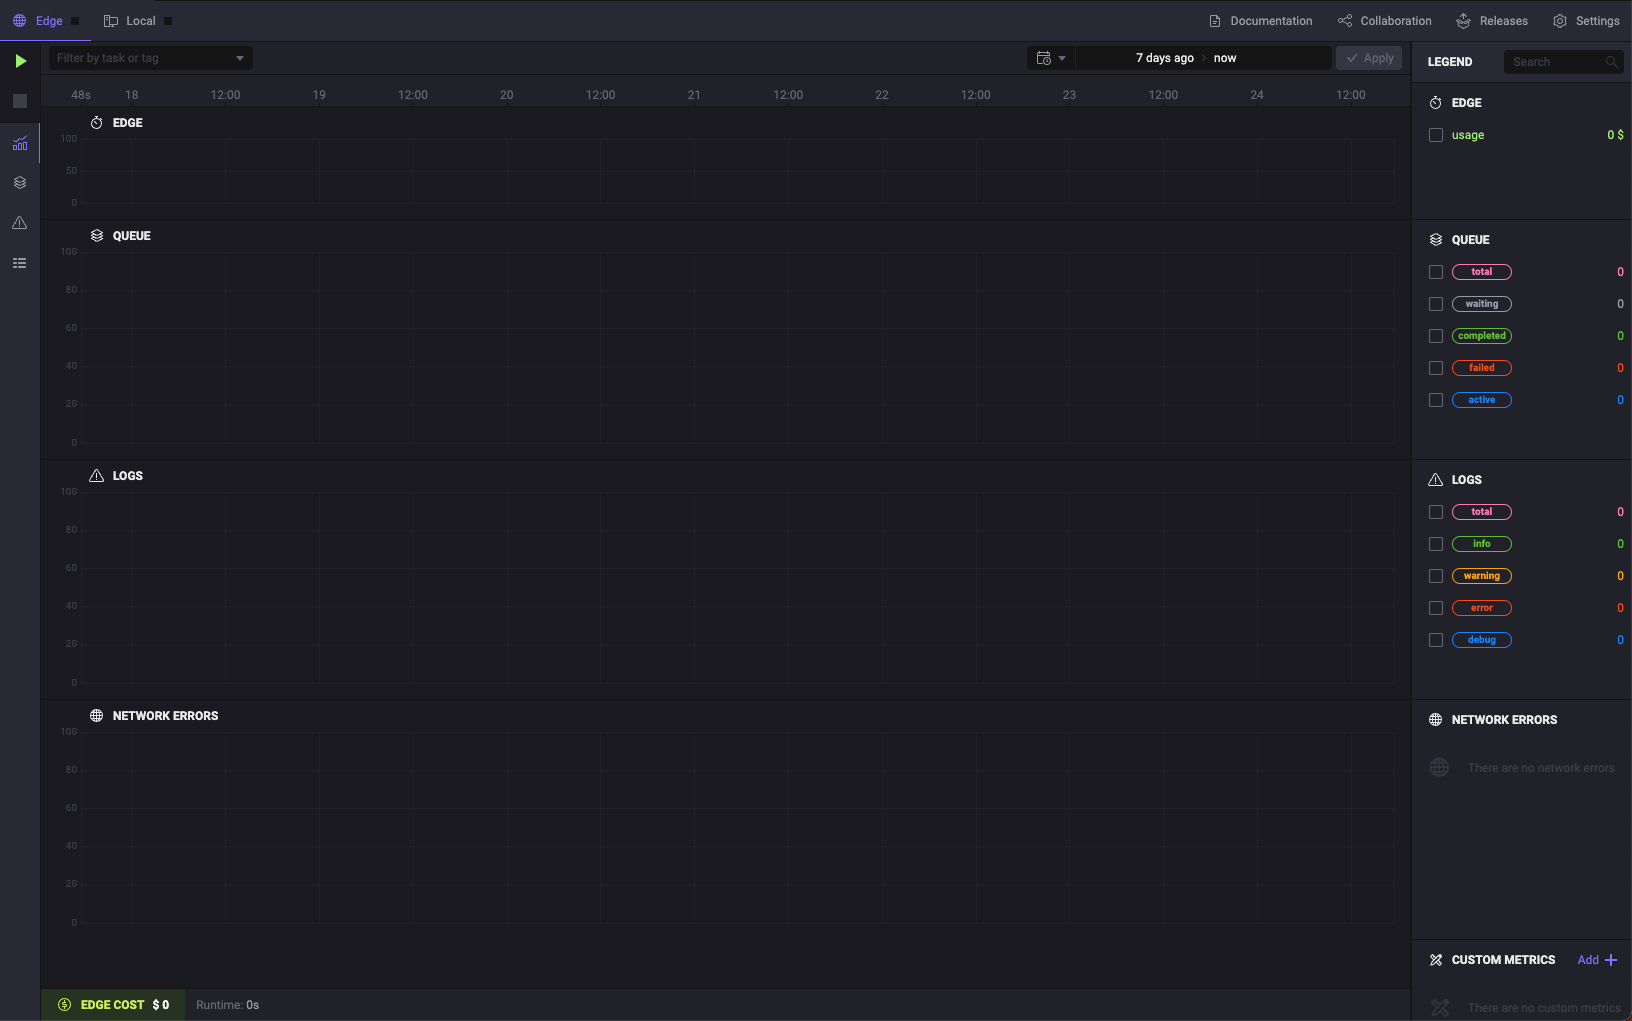 Edge
Local
Documentation
Collaboration
Releases
Settings
Filter by task or tag
7 days ago > now
Apply
LEGEND
Search
48s 18 12:00 19 12:00 20 12:00 21 12:00 22 12:00 23 12:00 24 12:00
EDGE
100
50
0
QUEUE
100
80
60
40
20
0
LOGS
100
80
60
40
20
0
NETWORK ERRORS
100
80
60
40
20
0
EDGE COST $ 0
Runtime: 0s
EDGE
usage 0 $
QUEUE
total 0
waiting 0
completed 0
failed 0
active 0
LOGS
total 0
info 0
warning 0
error 0
debug 0
NETWORK ERRORS
There are no network errors
CUSTOM METRICS Add +
There are no custom metrics